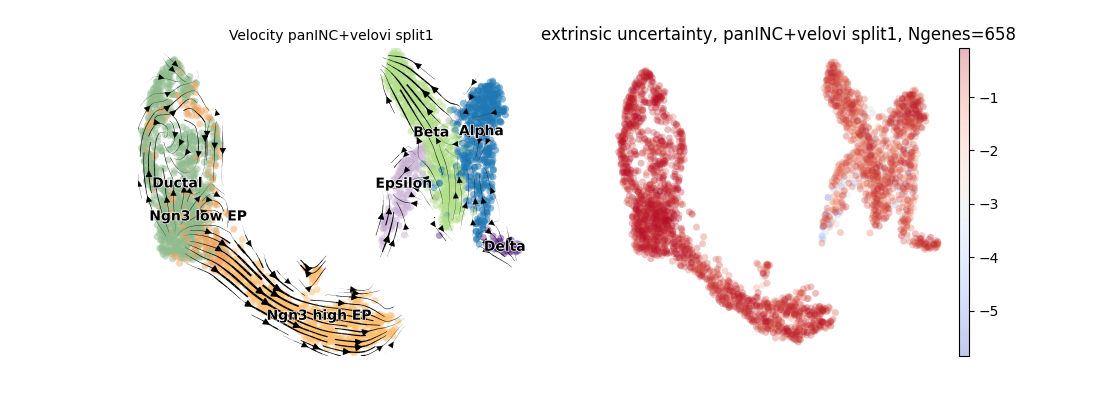 Velocity panINC+velovi split1
Beta
Alpha
Epsilon
Ductal
Ngn3 low EP
Delta
Ngn3 high EP
extrinsic uncertainty, panINC+velovi split1, Ngenes=658
−1
−2
−3
−4
−5